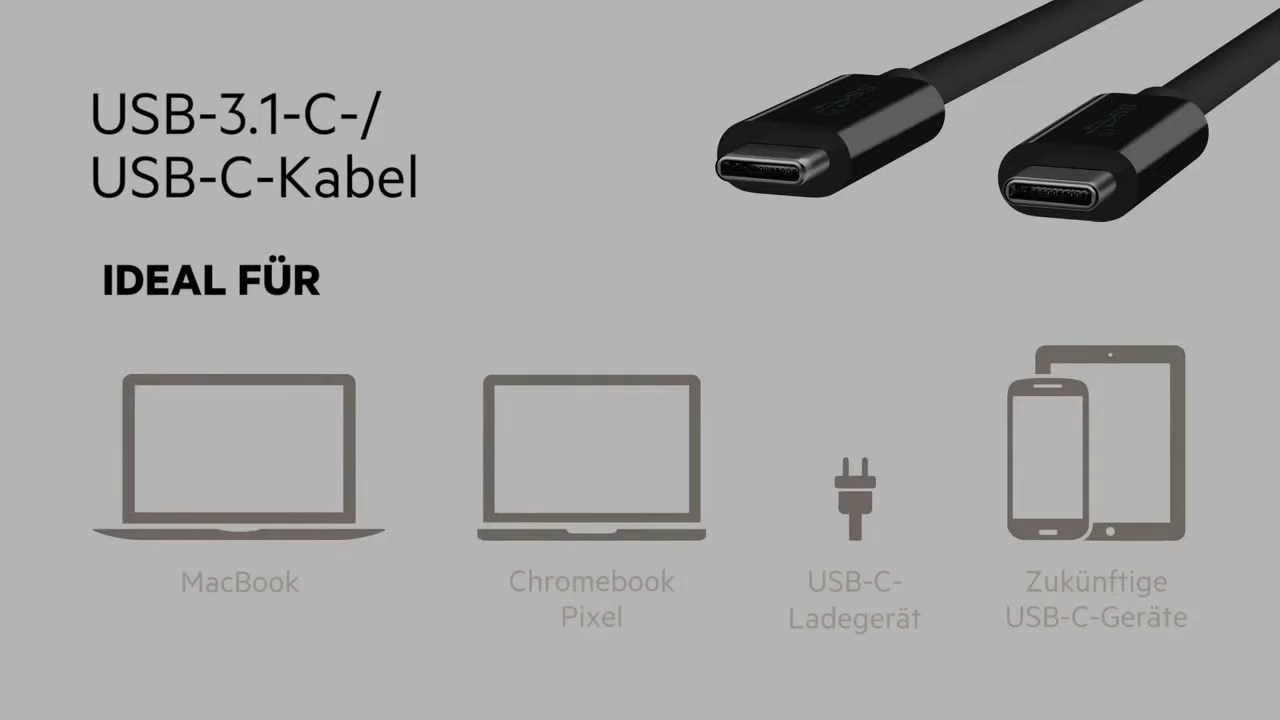 USB-3.1-C-/
USB-C-Kabel
IDEAL FÜR
MacBook
Chromebook
Pixel
USB-C-
Ladegerät
Zukünftige
USB-C-Geräte